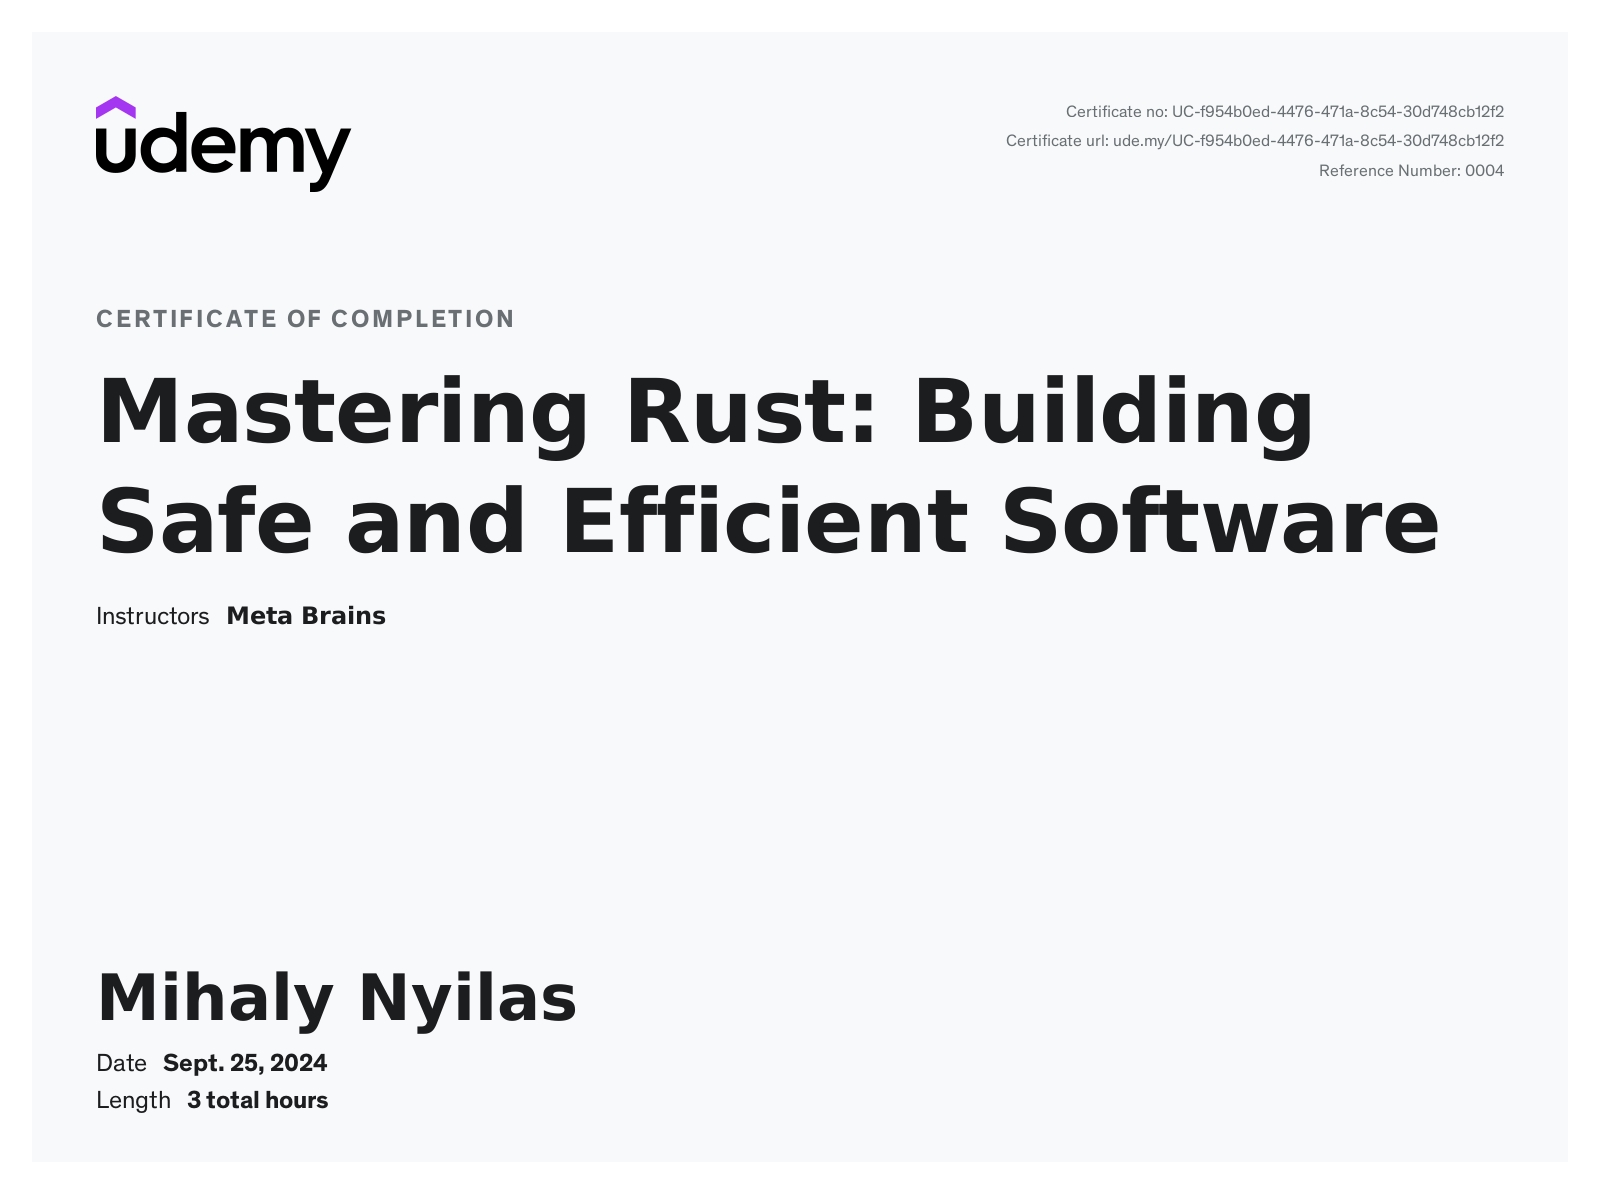 udemy
Certificate no: UC-f954b0ed-4476-471a-8c54-30d748cb12f2
Certificate url: ude.my/UC-f954b0ed-4476-471a-8c54-30d748cb12f2
Reference Number: 0004
CERTIFICATE OF COMPLETION
Mastering Rust: Building
Safe and Efficient Software
Instructors Meta Brains
Mihaly Nyilas
Date Sept. 25, 2024
Length 3 total hours